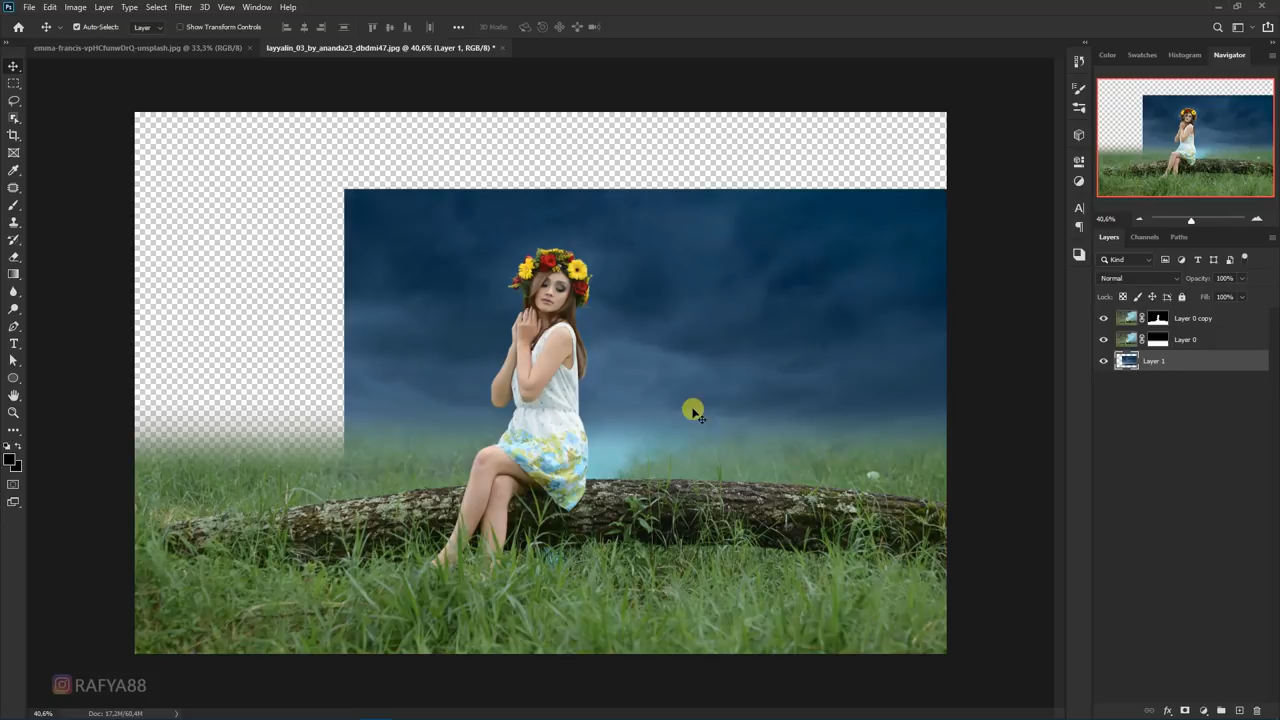 Ps File Edit Image Layer Type Select Filter 3D View Window Help
Auto-Select: Layer Show Transform Controls 3D Mode:
emma-francis-vpHCfunwDrQ-unsplash.jpg @ 33,3% (RGB/8) × layyalin_03_by_ananda23_dbdmi47.jpg @ 40,6% (Layer 1, RGB/8) * ×
Color Swatches Histogram Navigator
40,6%
Layers Channels Paths
Kind
Normal Opacity: 100%
Lock: Fill: 100%
Layer 0 copy
Layer 0
Layer 1
RAFYA88
40,6% Doc: 17,2M/60,4M